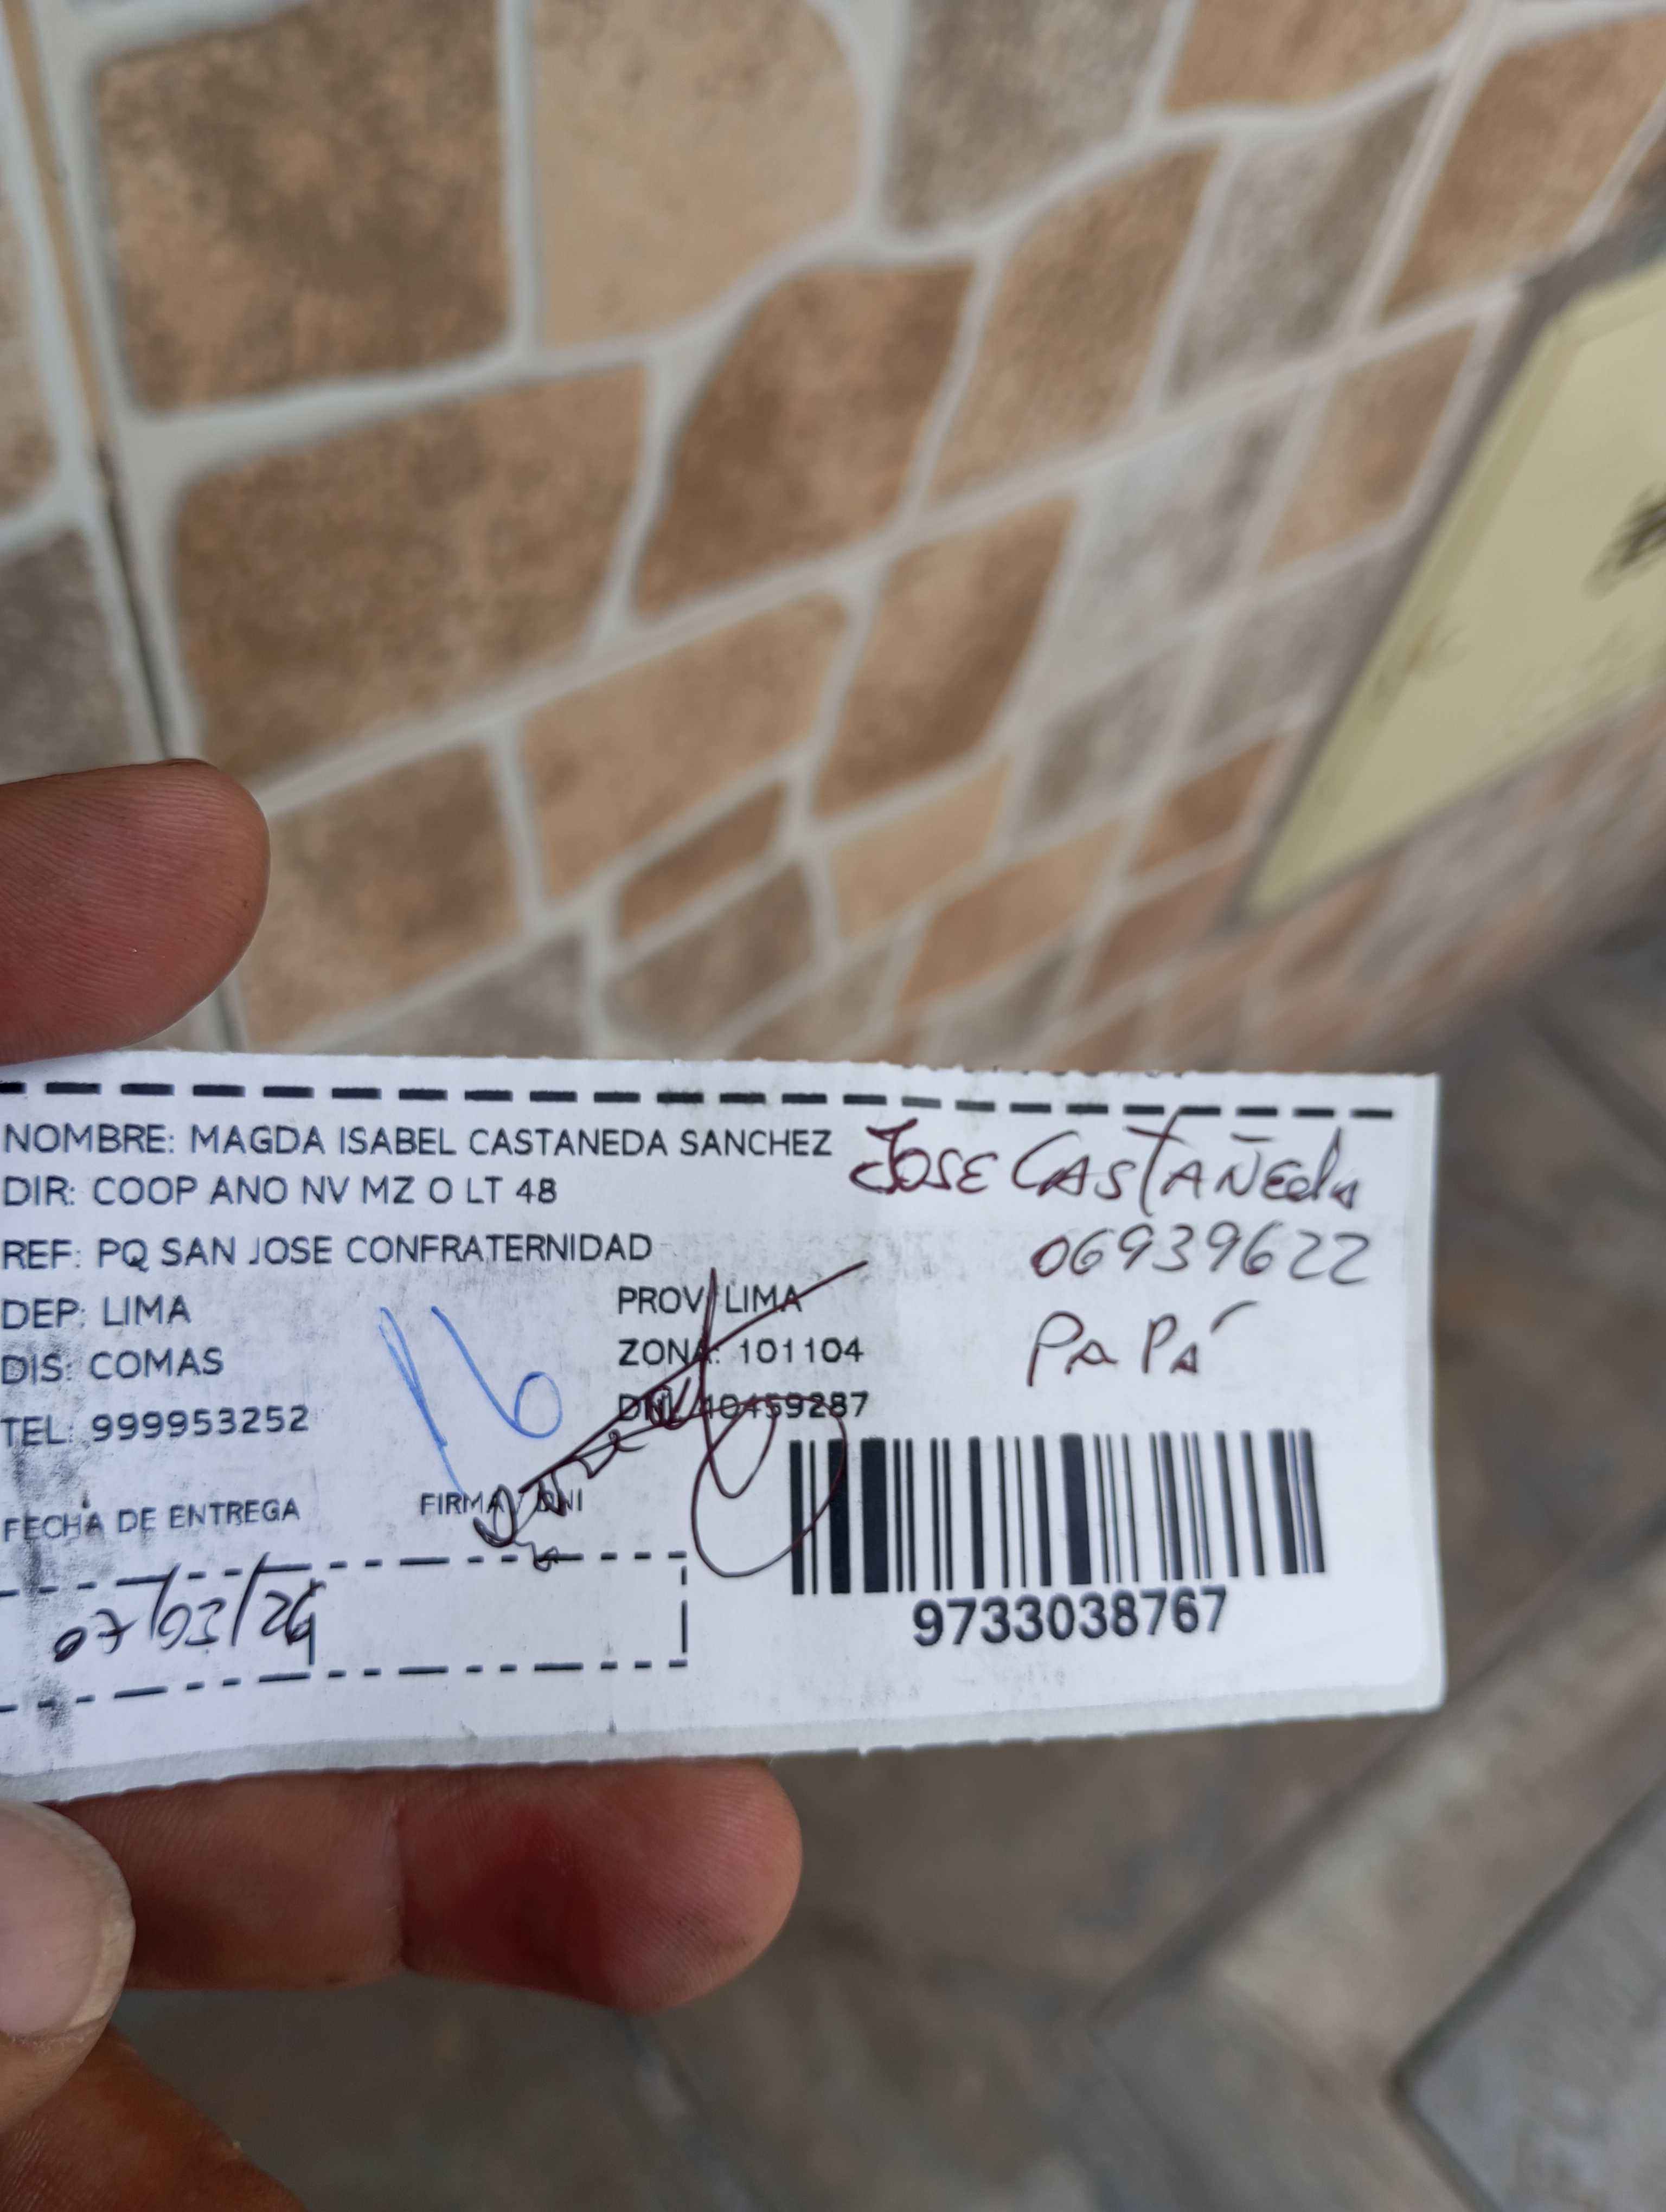 NOMBRE: MAGDA ISABEL CASTANEDA SANCHEZ
JOSE CASTAÑEdA
DIR: COOP ANO NV MZ O LT 48
06939622
REF: PQ SAN JOSE CONFRATERNIDAD
PAPÁ
DEP: LIMA
PROV: LIMA
DIS: COMAS
ZONA: 101104
TEL: 999953252
16
DNI: 40459287
FECHA DE ENTREGA
FIRMA / DNI
9733038767